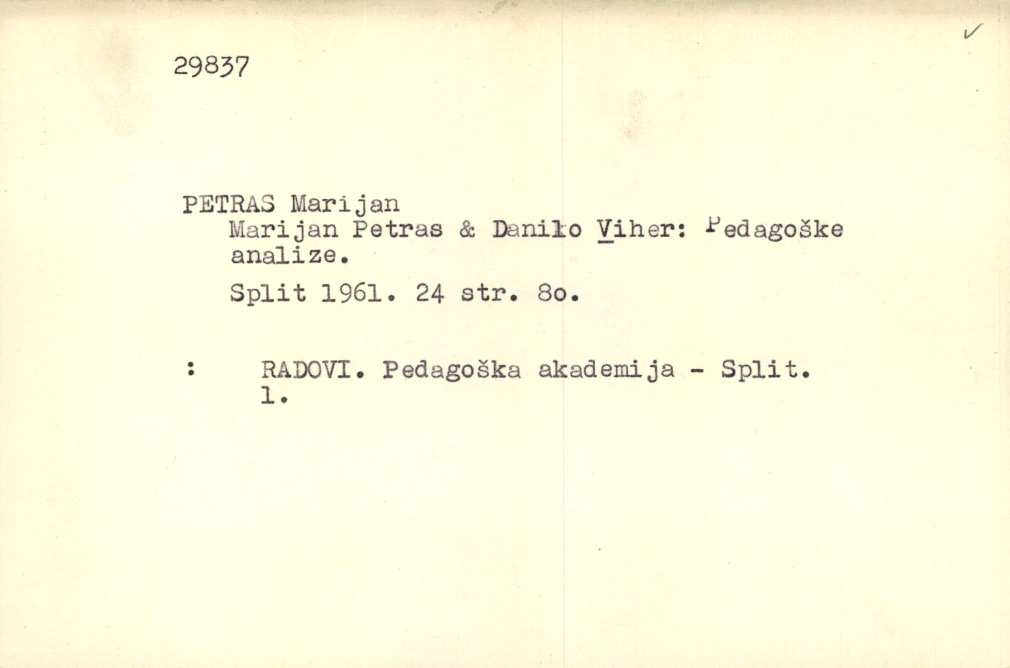 29837
PETRAS Marijan
Marijan Petras & Danilo Viher: Pedagoške
analize.
Split 1961. 24 str. 8o.
: RADOVI. Pedagoška akademija - Split.
1.